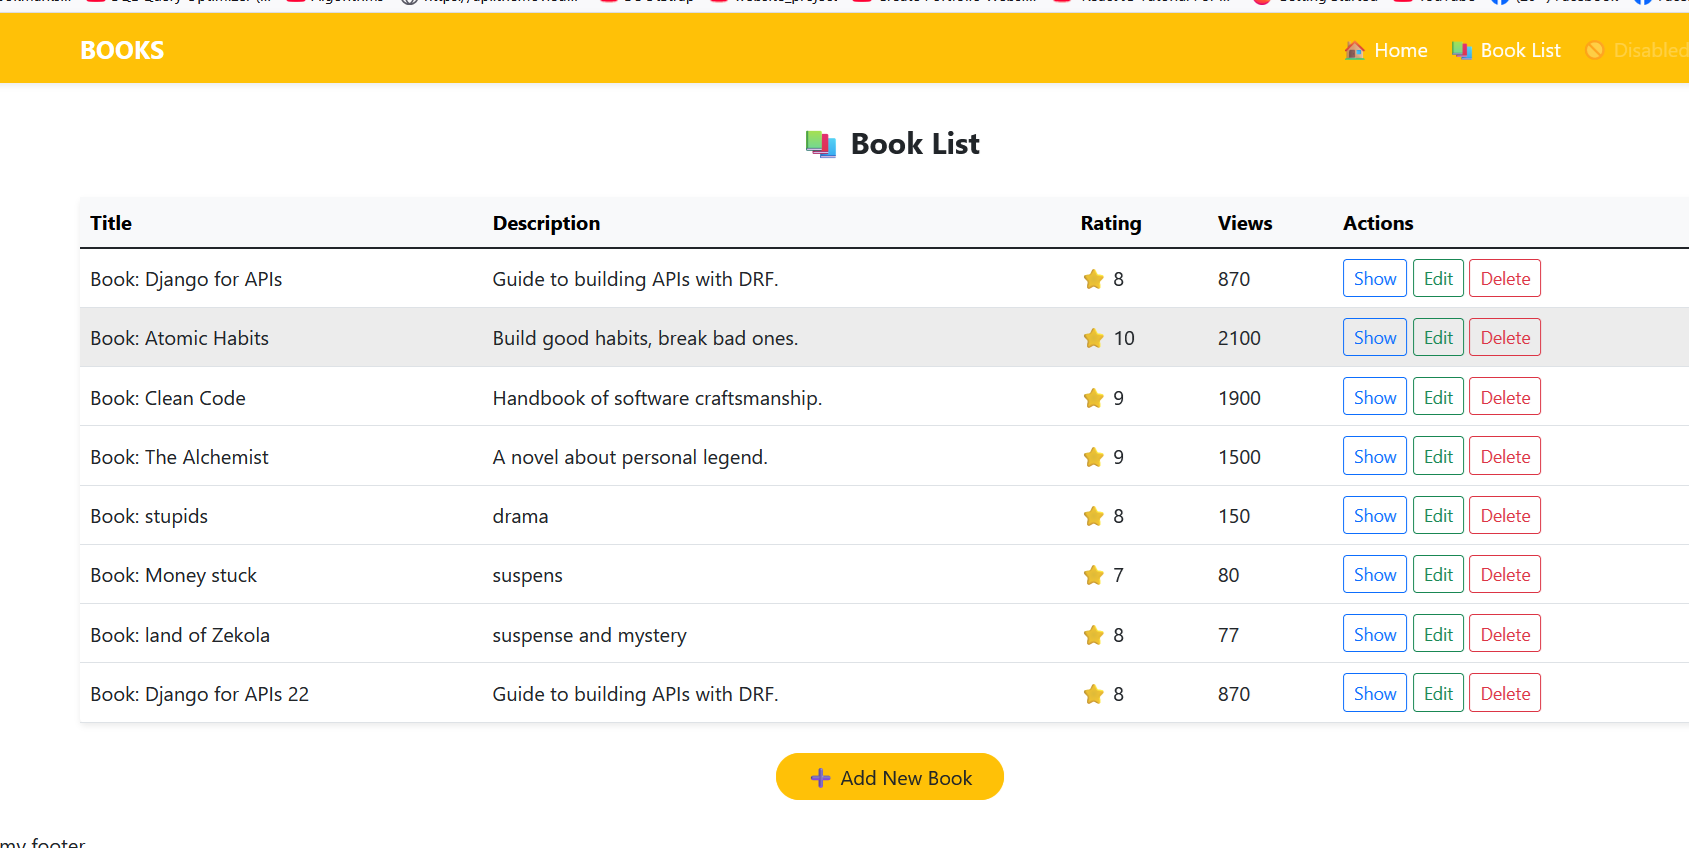 BOOKS Home Book List Disabled
Book List
Title Description Rating Views Actions
Book: Django for APIs Guide to building APIs with DRF. 8 870 Show Edit Delete
Book: Atomic Habits Build good habits, break bad ones. 10 2100 Show Edit Delete
Book: Clean Code Handbook of software craftsmanship. 9 1900 Show Edit Delete
Book: The Alchemist A novel about personal legend. 9 1500 Show Edit Delete
Book: stupids drama 8 150 Show Edit Delete
Book: Money stuck suspens 7 80 Show Edit Delete
Book: land of Zekola suspense and mystery 8 77 Show Edit Delete
Book: Django for APIs 22 Guide to building APIs with DRF. 8 870 Show Edit Delete
Add New Book
my footer